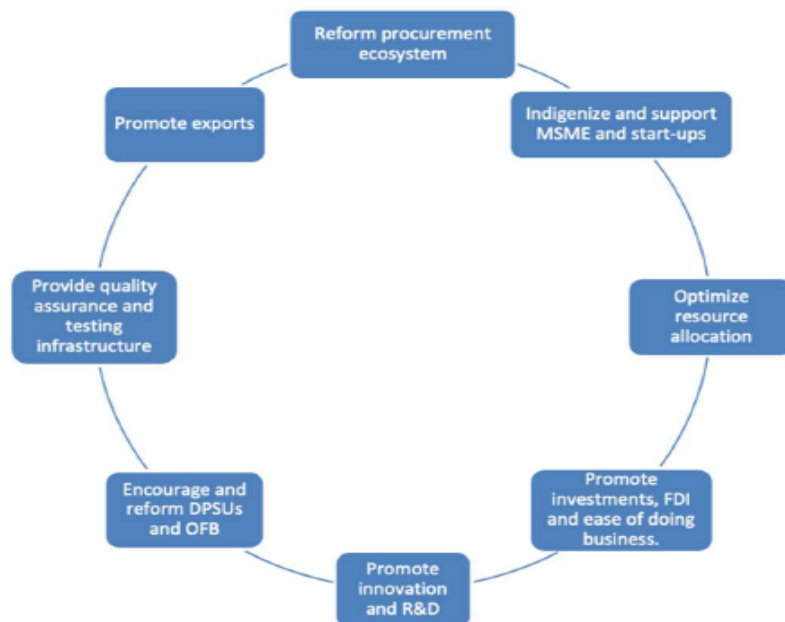 Reform procurement
ecosystem
Indigenize and support
MSME and start-ups
Optimize
resource
allocation
Promote
investments, FDI
and ease of doing
business.
Promote
innovation
and R&D
Encourage and
reform DPSUs
and OFB
Provide quality
assurance and
testing
infrastructure
Promote exports